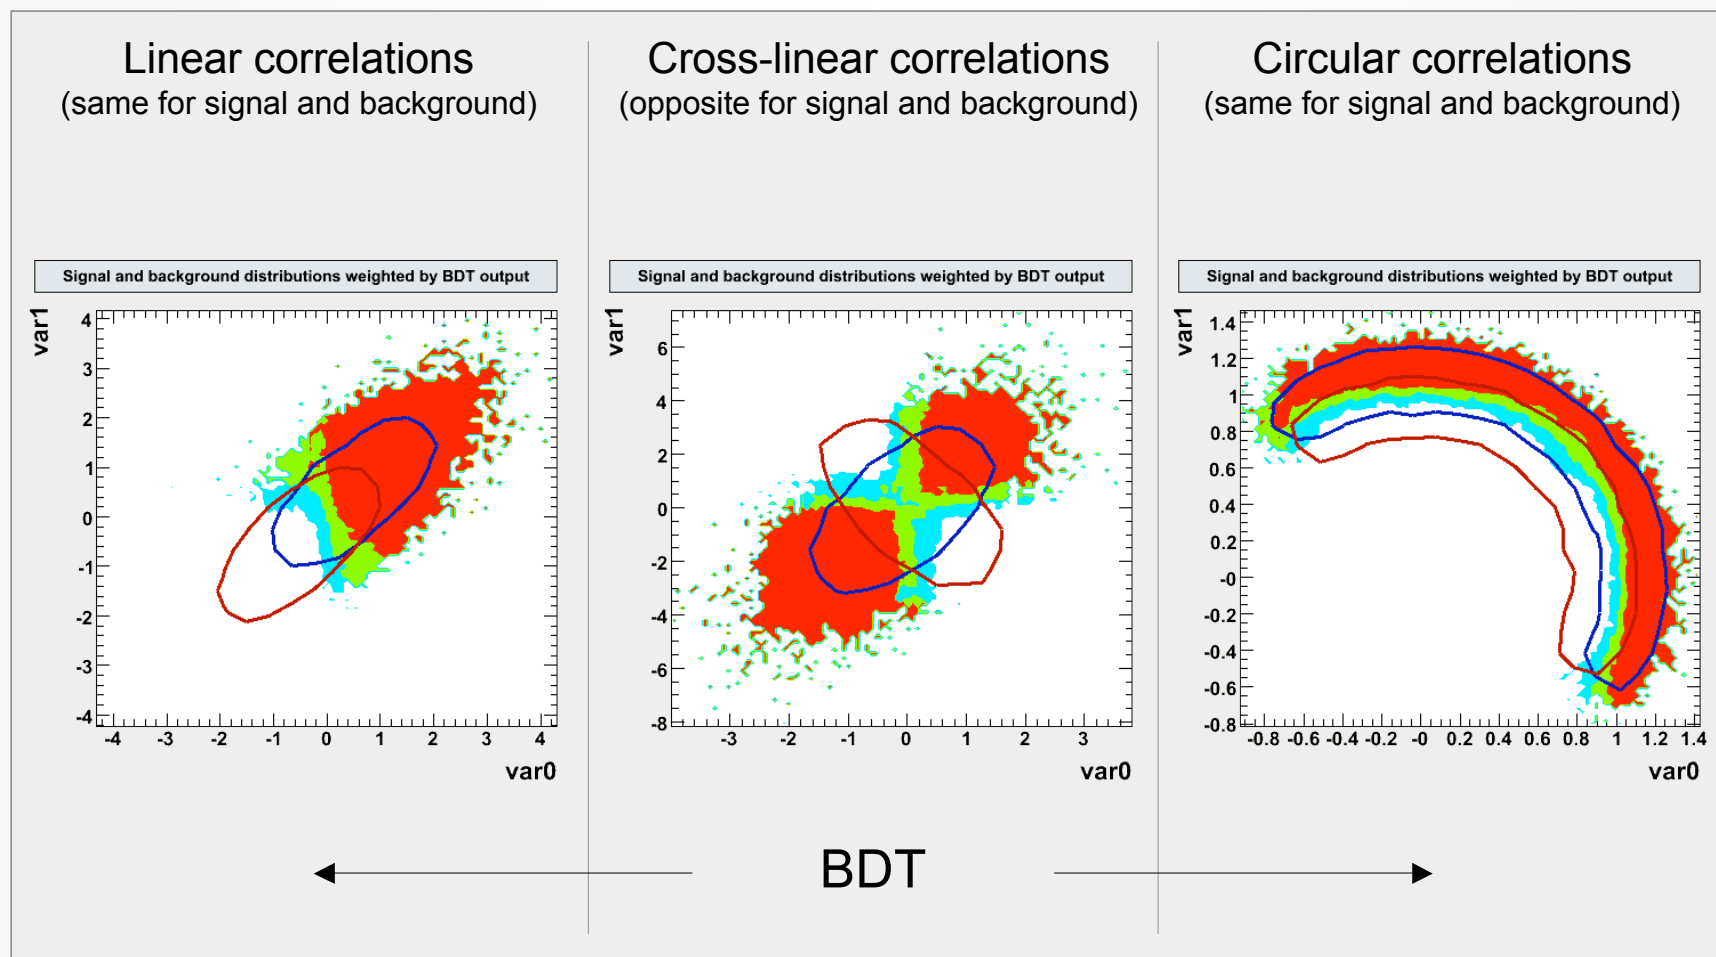 Linear correlations
(same for signal and background)
Cross-linear correlations
(opposite for signal and background)
Circular correlations
(same for signal and background)
Signal and background distributions weighted by BDT output
var1
4
3
2
1
0
-1
-2
-3
-4
-4 -3 -2 -1 0 1 2 3 4
var0
Signal and background distributions weighted by BDT output
var1
6
4
2
0
-2
-4
-6
-8
-3 -2 -1 0 1 2 3
var0
Signal and background distributions weighted by BDT output
var1
1.4
1.2
1
0.8
0.6
0.4
0.2
-0
-0.2
-0.4
-0.6
-0.8
-0.8 -0.6 -0.4 -0.2 -0 0.2 0.4 0.6 0.8 1 1.2 1.4
var0
BDT